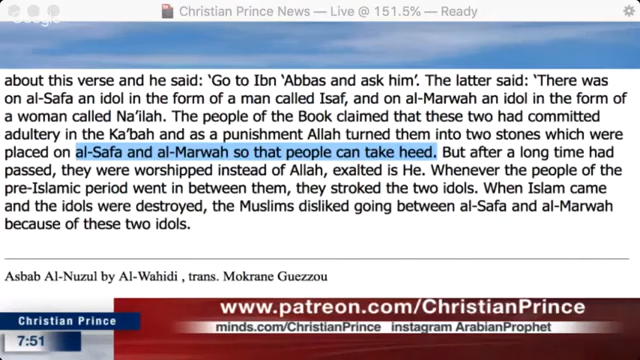 Christian Prince News — Live @ 151.5% — Ready
Google
about this verse and he said: ‘Go to Ibn ‘Abbas and ask him’. The latter said: ‘There was
on al-Safa an idol in the form of a man called Isaf, and on al-Marwah an idol in the form of
a woman called Na’ilah. The people of the Book claimed that these two had committed
adultery in the Ka’bah and as a punishment Allah turned them into two stones which were
placed on al-Safa and al-Marwah so that people can take heed. But after a long time had
passed, they were worshipped instead of Allah, exalted is He. Whenever the people of the
pre-Islamic period went in between them, they stroked the two idols. When Islam came
and the idols were destroyed, the Muslims disliked going between al-Safa and al-Marwah
because of these two idols.
Asbab Al-Nuzul by Al-Wahidi , trans. Mokrane Guezzou
www.patreon.com/ChristianPrince
Christian Prince
minds.com/ChristianPrince instagram ArabianProphet
7:51